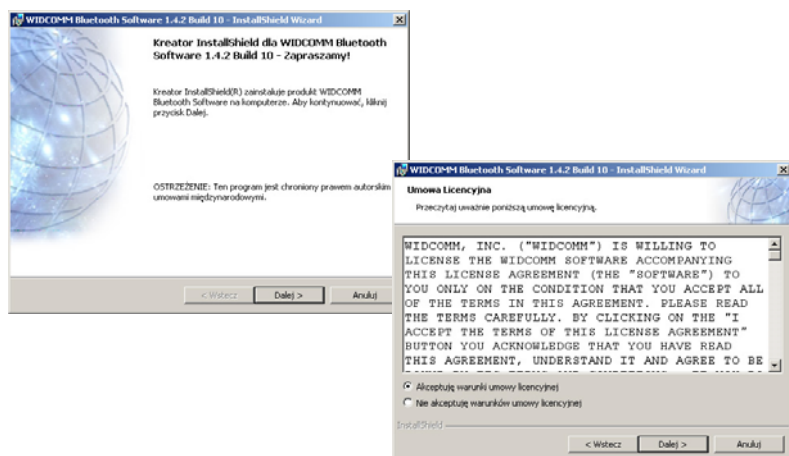 WIDCOMM Bluetooth Software 1.4.2 Build 10 - InstallShield Wizard
Kreator InstallShield dla WIDCOMM Bluetooth
Software 1.4.2 Build 10 - Zapraszamy!
Kreator InstallShield(R) zainstaluje produkt WIDCOMM
Bluetooth Software na komputerze. Aby kontynuować, kliknij
przycisk Dalej.
OSTRZEŻENIE: Ten program jest chroniony prawem autorskim
umowami międzynarodowymi.
< Wstecz
Dalej >
Anuluj
WIDCOMM Bluetooth Software 1.4.2 Build 10 - InstallShield Wizard
Umowa Licencyjna
Przeczytaj uważnie poniższą umowę licencyjną.
WIDCOMM, INC. ("WIDCOMM") IS WILLING TO
LICENSE THE WIDCOMM SOFTWARE ACCOMPANYING
THIS LICENSE AGREEMENT (THE "SOFTWARE") TO
YOU ONLY ON THE CONDITION THAT YOU ACCEPT ALL
OF THE TERMS IN THIS AGREEMENT. PLEASE READ
THE TERMS CAREFULLY. BY CLICKING ON THE "I
ACCEPT THE TERMS OF THIS LICENSE AGREEMENT"
BUTTON YOU ACKNOWLEDGE THAT YOU HAVE READ
THIS AGREEMENT, UNDERSTAND IT AND AGREE TO BE
Akceptuję warunki umowy licencyjnej
Nie akceptuję warunków umowy licencyjnej
InstallShield
< Wstecz
Dalej >
Anuluj